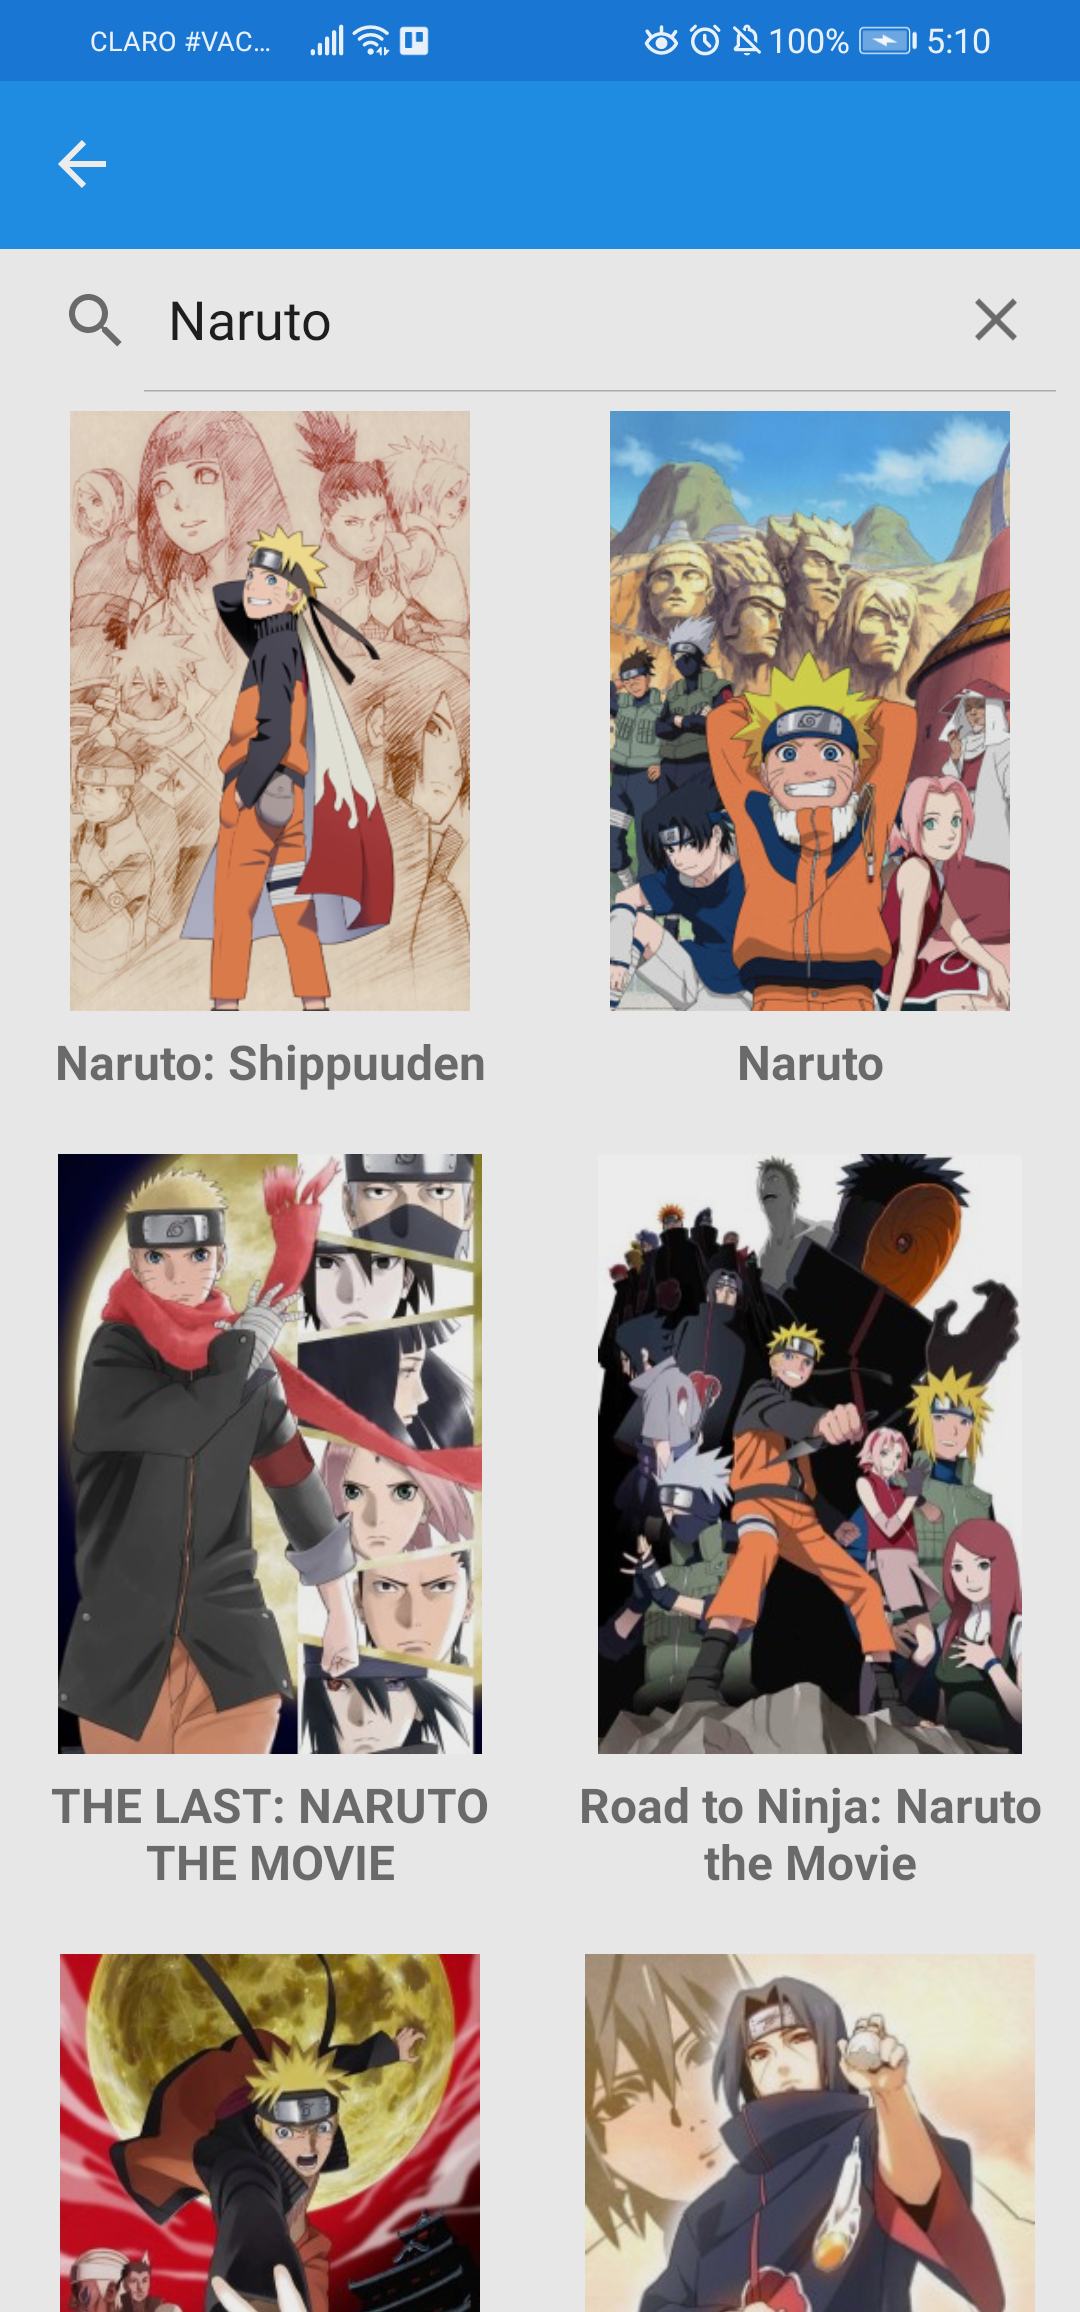 CLARO #VAC... 100% 5:10
Naruto
Naruto: Shippuuden
Naruto
THE LAST: NARUTO
THE MOVIE
Road to Ninja: Naruto
the Movie